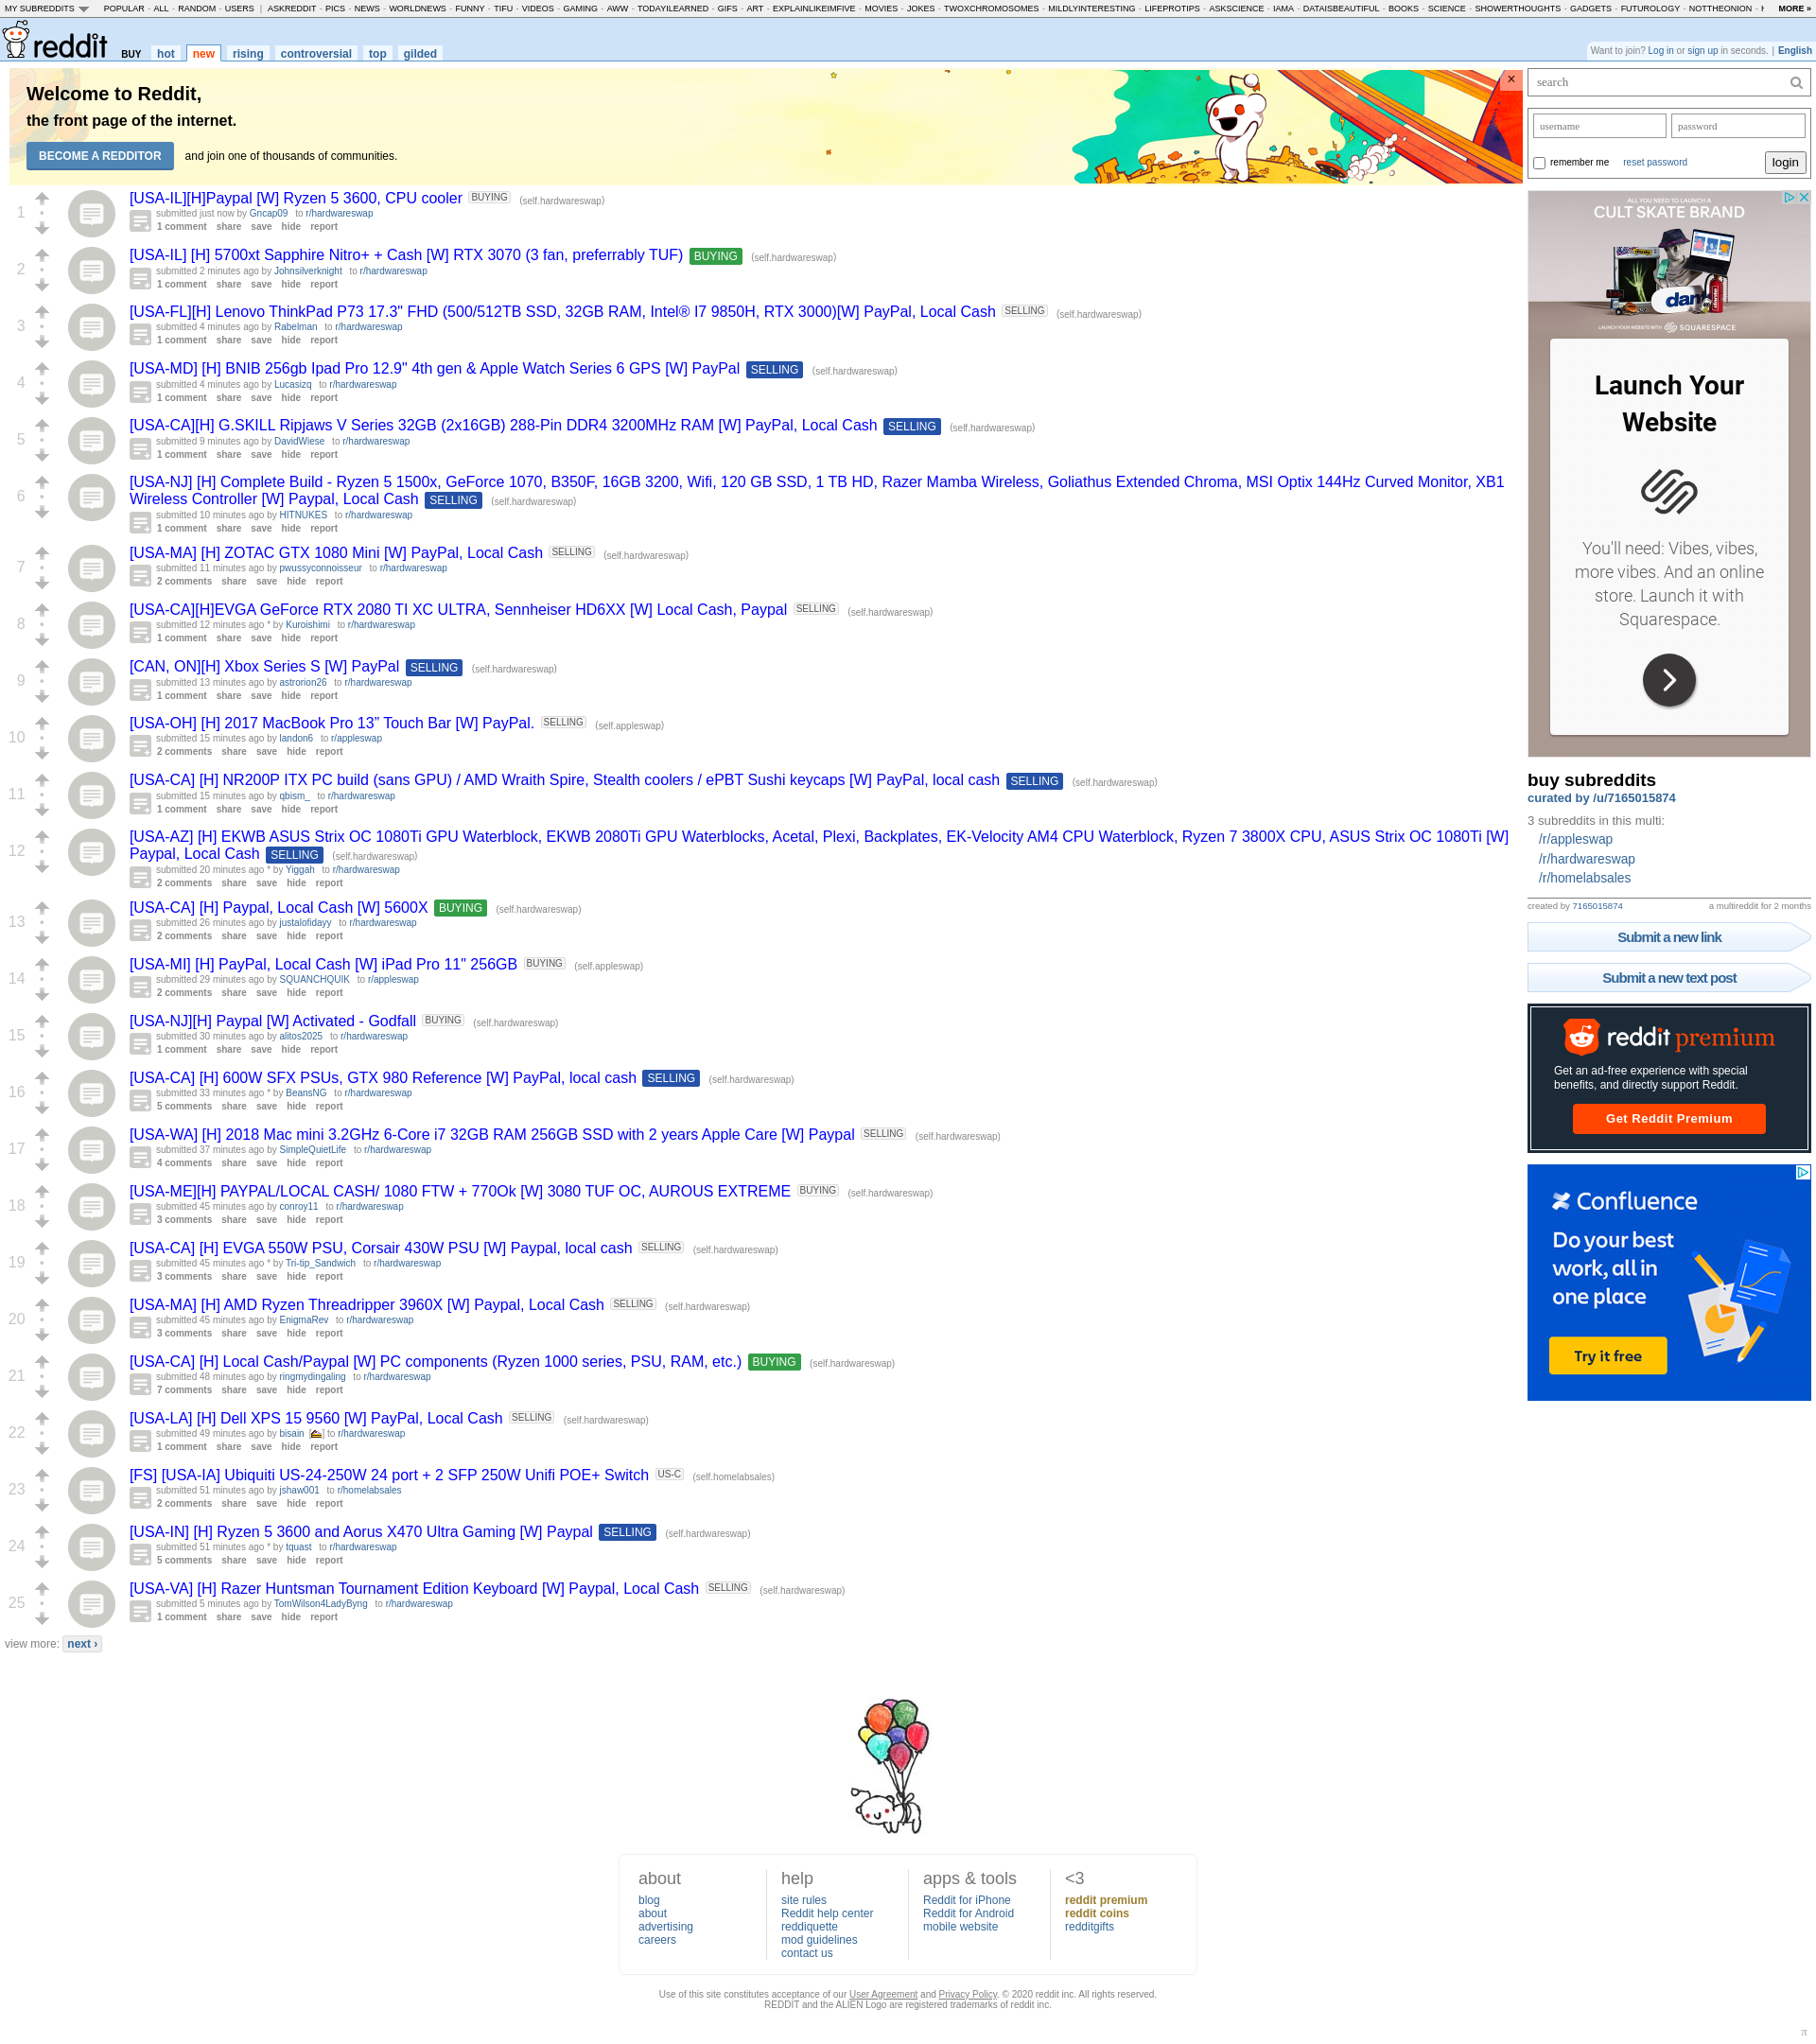 MY SUBREDDITS POPULAR - ALL - RANDOM - USERS | ASKREDDIT - PICS - NEWS - WORLDNEWS - FUNNY - TIFU - VIDEOS - GAMING - AWW - TODAYILEARNED - GIFS - ART - EXPLAINLIKEIMFIVE - MOVIES - JOKES - TWOXCHROMOSOMES - MILDLYINTERESTING - LIFEPROTIPS - ASKSCIENCE - IAMA - DATAISBEAUTIFUL - BOOKS - SCIENCE - SHOWERTHOUGHTS - GADGETS - FUTUROLOGY - NOTTHEONION - MORE »
reddit BUY hot new rising controversial top gilded
Want to join? Log in or sign up in seconds. | English
Welcome to Reddit,
the front page of the internet.
BECOME A REDDITOR and join one of thousands of communities.
1
[USA-IL][H]Paypal [W] Ryzen 5 3600, CPU cooler BUYING (self.hardwareswap)
submitted just now by Gncap09 to r/hardwareswap
1 comment share save hide report
2
[USA-IL] [H] 5700xt Sapphire Nitro+ + Cash [W] RTX 3070 (3 fan, preferrably TUF) BUYING (self.hardwareswap)
submitted 2 minutes ago by Johnsilverknight to r/hardwareswap
1 comment share save hide report
3
[USA-FL][H] Lenovo ThinkPad P73 17.3" FHD (500/512TB SSD, 32GB RAM, Intel® I7 9850H, RTX 3000)[W] PayPal, Local Cash SELLING (self.hardwareswap)
submitted 4 minutes ago by Rabelman to r/hardwareswap
1 comment share save hide report
4
[USA-MD] [H] BNIB 256gb Ipad Pro 12.9" 4th gen & Apple Watch Series 6 GPS [W] PayPal SELLING (self.hardwareswap)
submitted 4 minutes ago by Lucasizq to r/hardwareswap
1 comment share save hide report
5
[USA-CA][H] G.SKILL Ripjaws V Series 32GB (2x16GB) 288-Pin DDR4 3200MHz RAM [W] PayPal, Local Cash SELLING (self.hardwareswap)
submitted 9 minutes ago by DavidWiese to r/hardwareswap
1 comment share save hide report
6
[USA-NJ] [H] Complete Build - Ryzen 5 1500x, GeForce 1070, B350F, 16GB 3200, Wifi, 120 GB SSD, 1 TB HD, Razer Mamba Wireless, Goliathus Extended Chroma, MSI Optix 144Hz Curved Monitor, XB1
Wireless Controller [W] Paypal, Local Cash SELLING (self.hardwareswap)
submitted 10 minutes ago by HITNUKES to r/hardwareswap
1 comment share save hide report
7
[USA-MA] [H] ZOTAC GTX 1080 Mini [W] PayPal, Local Cash SELLING (self.hardwareswap)
submitted 11 minutes ago by pwussyconnoisseur to r/hardwareswap
2 comments share save hide report
8
[USA-CA][H]EVGA GeForce RTX 2080 TI XC ULTRA, Sennheiser HD6XX [W] Local Cash, Paypal SELLING (self.hardwareswap)
submitted 12 minutes ago * by Kuroishimi to r/hardwareswap
1 comment share save hide report
9
[CAN, ON][H] Xbox Series S [W] PayPal SELLING (self.hardwareswap)
submitted 13 minutes ago by astrorion26 to r/hardwareswap
1 comment share save hide report
10
[USA-OH] [H] 2017 MacBook Pro 13” Touch Bar [W] PayPal. SELLING (self.appleswap)
submitted 15 minutes ago by landon6 to r/appleswap
2 comments share save hide report
11
[USA-CA] [H] NR200P ITX PC build (sans GPU) / AMD Wraith Spire, Stealth coolers / ePBT Sushi keycaps [W] PayPal, local cash SELLING (self.hardwareswap)
submitted 15 minutes ago by qbism_ to r/hardwareswap
1 comment share save hide report
12
[USA-AZ] [H] EKWB ASUS Strix OC 1080Ti GPU Waterblock, EKWB 2080Ti GPU Waterblocks, Acetal, Plexi, Backplates, EK-Velocity AM4 CPU Waterblock, Ryzen 7 3800X CPU, ASUS Strix OC 1080Ti [W]
Paypal, Local Cash SELLING (self.hardwareswap)
submitted 20 minutes ago * by Yiggah to r/hardwareswap
2 comments share save hide report
13
[USA-CA] [H] Paypal, Local Cash [W] 5600X BUYING (self.hardwareswap)
submitted 26 minutes ago by justalofidayy to r/hardwareswap
2 comments share save hide report
14
[USA-MI] [H] PayPal, Local Cash [W] iPad Pro 11" 256GB BUYING (self.appleswap)
submitted 29 minutes ago by SQUANCHQUIK to r/appleswap
2 comments share save hide report
15
[USA-NJ][H] Paypal [W] Activated - Godfall BUYING (self.hardwareswap)
submitted 30 minutes ago by alitos2025 to r/hardwareswap
1 comment share save hide report
16
[USA-CA] [H] 600W SFX PSUs, GTX 980 Reference [W] PayPal, local cash SELLING (self.hardwareswap)
submitted 33 minutes ago * by BeansNG to r/hardwareswap
5 comments share save hide report
17
[USA-WA] [H] 2018 Mac mini 3.2GHz 6-Core i7 32GB RAM 256GB SSD with 2 years Apple Care [W] Paypal SELLING (self.hardwareswap)
submitted 37 minutes ago by SimpleQuietLife to r/hardwareswap
4 comments share save hide report
18
[USA-ME][H] PAYPAL/LOCAL CASH/ 1080 FTW + 770Ok [W] 3080 TUF OC, AUROUS EXTREME BUYING (self.hardwareswap)
submitted 45 minutes ago by conroy11 to r/hardwareswap
3 comments share save hide report
19
[USA-CA] [H] EVGA 550W PSU, Corsair 430W PSU [W] Paypal, local cash SELLING (self.hardwareswap)
submitted 45 minutes ago * by Tri-tip_Sandwich to r/hardwareswap
3 comments share save hide report
20
[USA-MA] [H] AMD Ryzen Threadripper 3960X [W] Paypal, Local Cash SELLING (self.hardwareswap)
submitted 45 minutes ago by EnigmaRev to r/hardwareswap
3 comments share save hide report
21
[USA-CA] [H] Local Cash/Paypal [W] PC components (Ryzen 1000 series, PSU, RAM, etc.) BUYING (self.hardwareswap)
submitted 48 minutes ago by ringmydingaling to r/hardwareswap
7 comments share save hide report
22
[USA-LA] [H] Dell XPS 15 9560 [W] PayPal, Local Cash SELLING (self.hardwareswap)
submitted 49 minutes ago by bisain [] to r/hardwareswap
1 comment share save hide report
23
[FS] [USA-IA] Ubiquiti US-24-250W 24 port + 2 SFP 250W Unifi POE+ Switch US-C (self.homelabsales)
submitted 51 minutes ago by jshaw001 to r/homelabsales
2 comments share save hide report
24
[USA-IN] [H] Ryzen 5 3600 and Aorus X470 Ultra Gaming [W] Paypal SELLING (self.hardwareswap)
submitted 51 minutes ago * by tquast to r/hardwareswap
5 comments share save hide report
25
[USA-VA] [H] Razer Huntsman Tournament Edition Keyboard [W] Paypal, Local Cash SELLING (self.hardwareswap)
submitted 5 minutes ago by TomWilson4LadyByng to r/hardwareswap
1 comment share save hide report
view more: next ›
search
username password
remember me reset password login
ALL YOU NEED TO LAUNCH A
CULT SKATE BRAND
dank
LAUNCH YOUR WEBSITE WITH SQUARESPACE
Launch Your
Website
You'll need: Vibes, vibes,
more vibes. And an online
store. Launch it with
Squarespace.
buy subreddits
curated by /u/7165015874
3 subreddits in this multi:
/r/appleswap
/r/hardwareswap
/r/homelabsales
created by 7165015874 a multireddit for 2 months
Submit a new link
Submit a new text post
reddit premium
Get an ad-free experience with special
benefits, and directly support Reddit.
Get Reddit Premium
Confluence
Do your best
work, all in
one place
Try it free
about
blog
about
advertising
careers
help
site rules
Reddit help center
reddiquette
mod guidelines
contact us
apps & tools
Reddit for iPhone
Reddit for Android
mobile website
<3
reddit premium
reddit coins
redditgifts
Use of this site constitutes acceptance of our User Agreement and Privacy Policy. © 2020 reddit inc. All rights reserved.
REDDIT and the ALIEN Logo are registered trademarks of reddit inc.
π